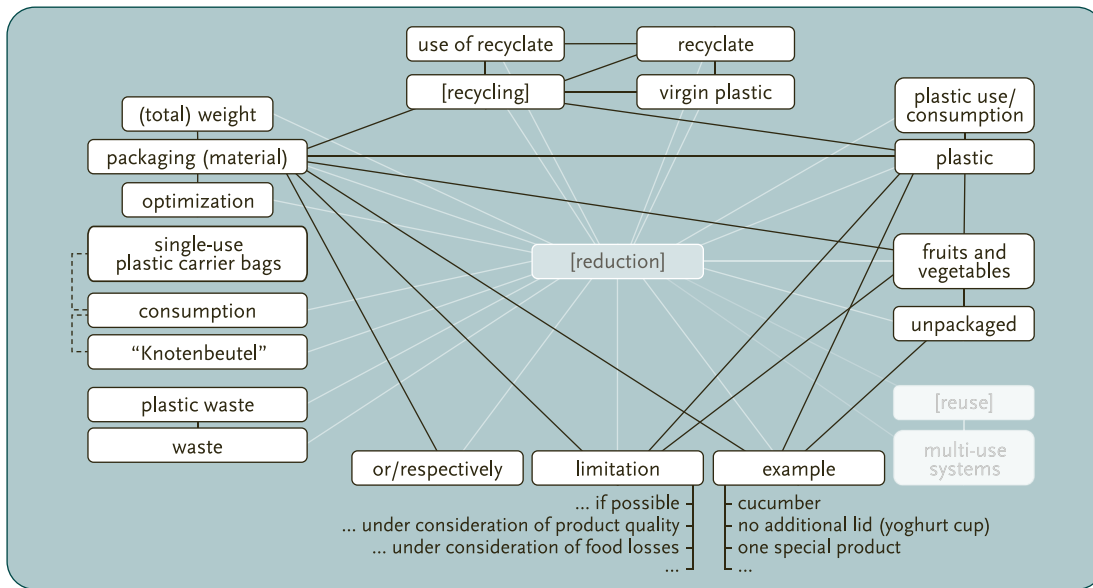 use of recyclate
recyclate
[recycling]
virgin plastic
(total) weight
packaging (material)
optimization
plastic use/
consumption
plastic
single-use
plastic carrier bags
[reduction]
fruits and
vegetables
consumption
unpackaged
“Knotenbeutel”
plastic waste
[reuse]
waste
multi-use
systems
or/respectively
limitation
example
... if possible
... under consideration of product quality
... under consideration of food losses
...
cucumber
no additional lid (yoghurt cup)
one special product
...